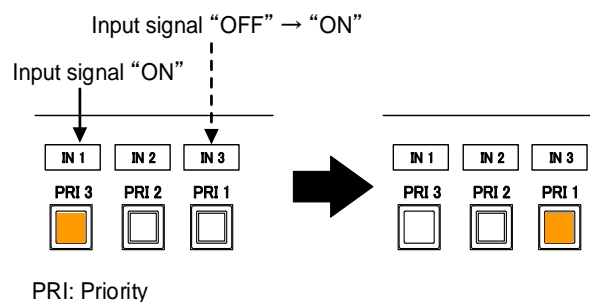 Input signal “OFF” → “ON”
Input signal “ON”
IN 1 IN 2 IN 3 IN 1 IN 2 IN 3
PRI 3 PRI 2 PRI 1 PRI 3 PRI 2 PRI 1
PRI: Priority